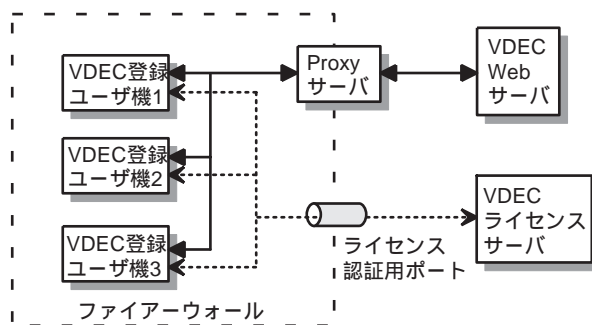 VDEC登録
ユーザ機1
Proxy
サーバ
VDEC
Web
サーバ
VDEC登録
ユーザ機2
VDEC登録
ユーザ機3
VDEC
ライセンス
サーバ
ライセンス
認証用ポート
ファイアーウォール